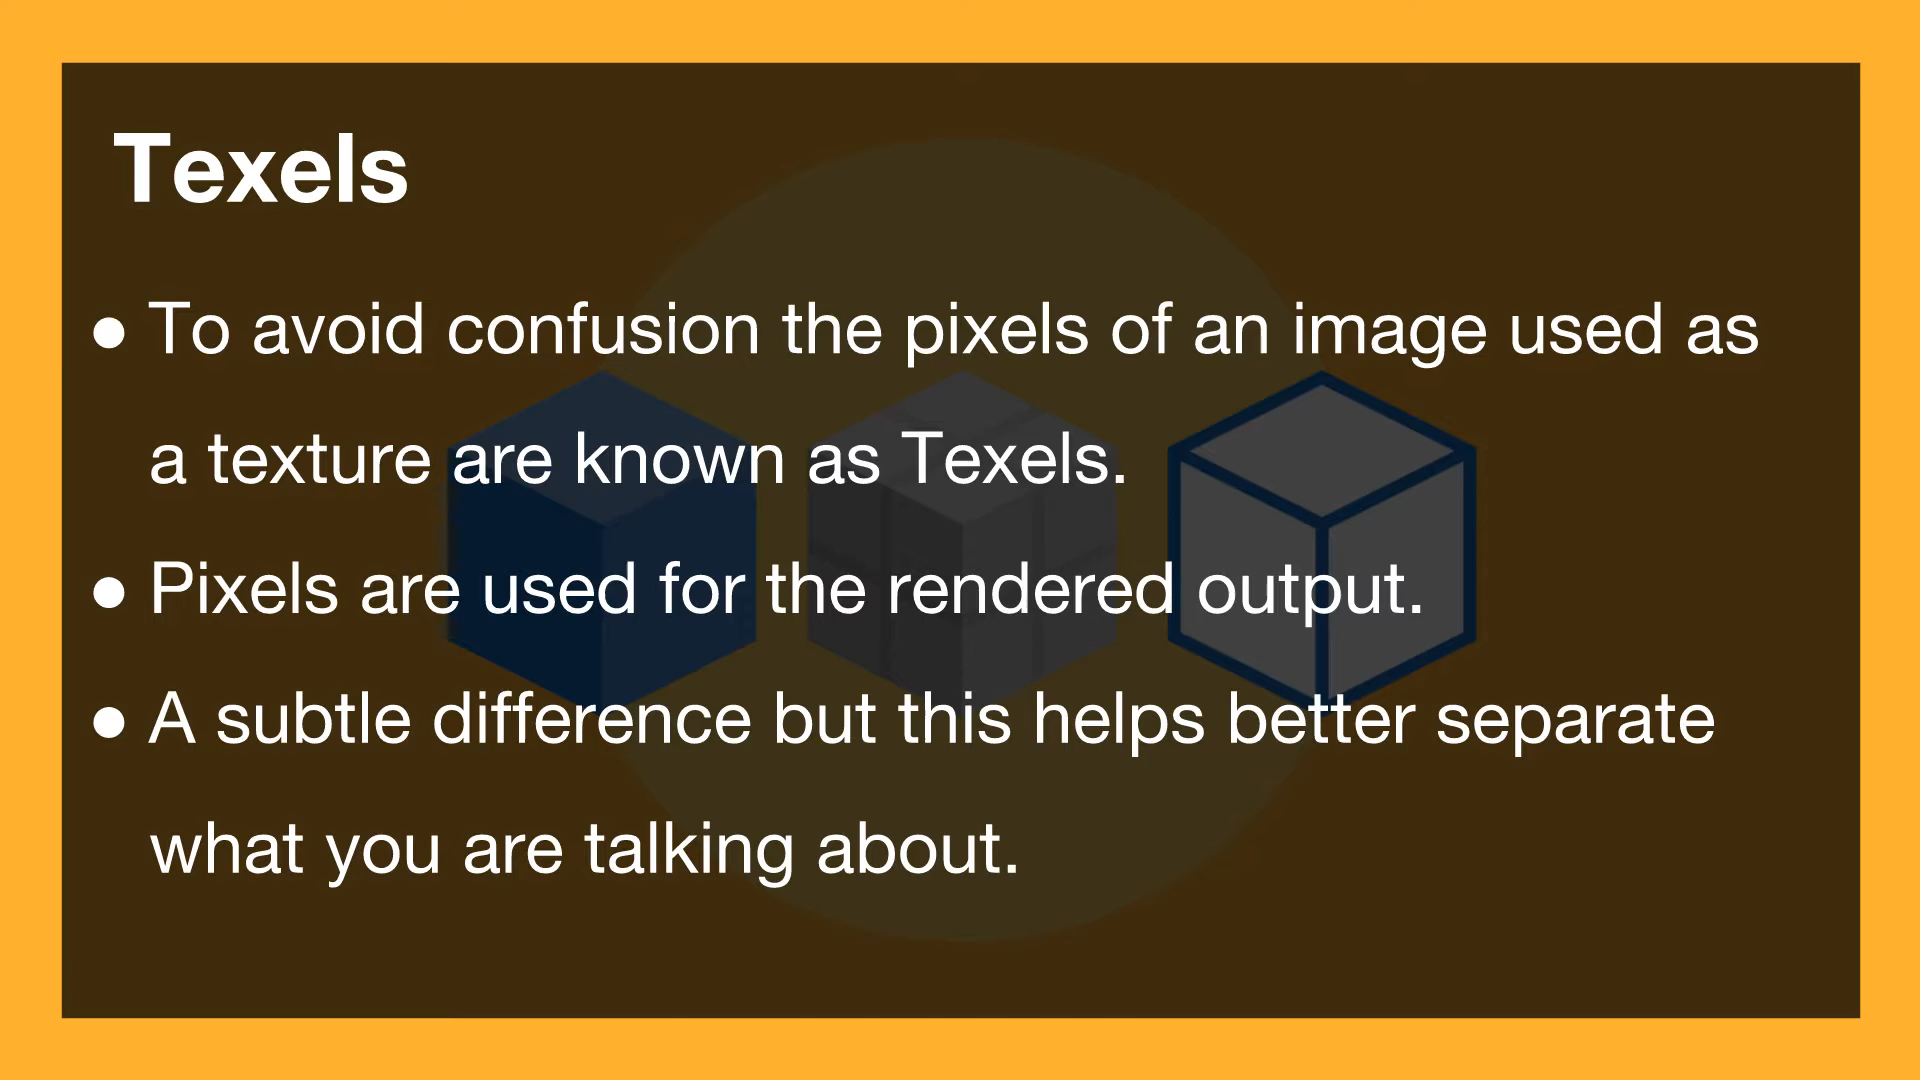 Texels
● To avoid confusion the pixels of an image used as
a texture are known as Texels.
● Pixels are used for the rendered output.
● A subtle difference but this helps better separate
what you are talking about.